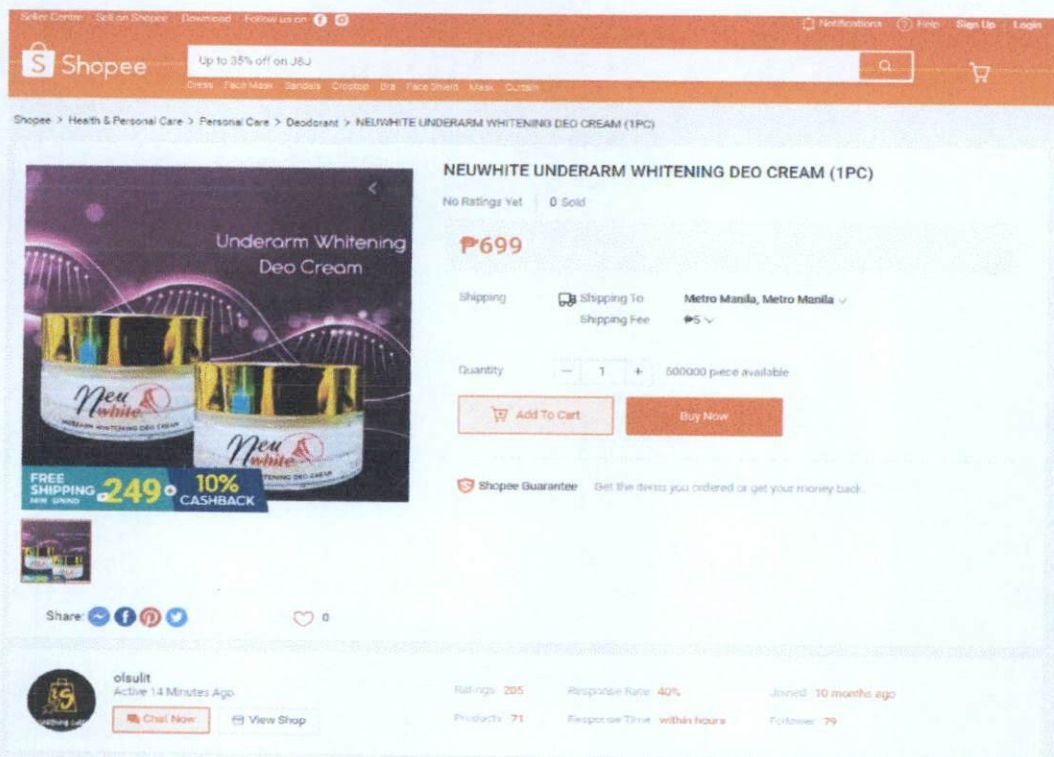 Seller Centre Sell on Shopee Download Follow us on
Notifications Help Sign Up Login
Shopee
Up to 35% off on J&J
Dress Face Mask Sandals Croptop Bra Face Shield Mask Curtain
Shopee > Health & Personal Care > Personal Care > Deodorant > NEUWHITE UNDERARM WHITENING DEO CREAM (1PC)
Underarm Whitening
Deo Cream
Neu
white
UNDERARM WHITENING DEO CREAM
Neu
white
WHITENING DEO CREAM
FREE
SHIPPING
MIN SPEND
₱249+
10%
CASHBACK
NEUWHITE UNDERARM WHITENING DEO CREAM (1PC)
No Ratings Yet 0 Sold
₱699
Shipping Shipping To Metro Manila, Metro Manila
Shipping Fee ₱5
Quantity − 1 + 500000 piece available
Add To Cart Buy Now
Shopee Guarantee Get the items you ordered or get your money back.
Share: 0
olsulit
Active 14 Minutes Ago
Chat Now View Shop
Ratings 205 Response Rate 40% Joined 10 months ago
Products 71 Response Time within hours Follower 79